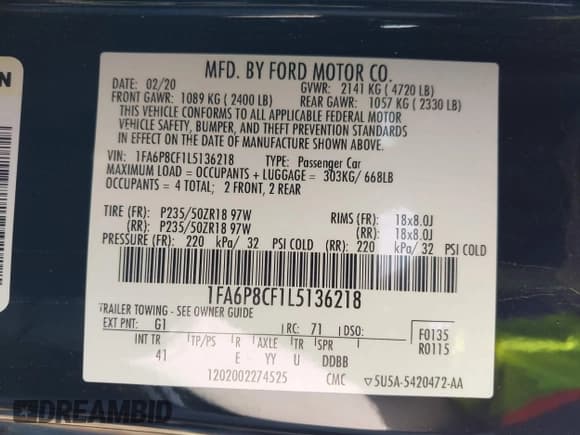 MFD. BY FORD MOTOR CO.
DATE: 02/20 GVWR: 2141 KG ( 4720 LB)
FRONT GAWR: 1089 KG ( 2400 LB) REAR GAWR: 1057 KG ( 2330 LB)
THIS VEHICLE CONFORMS TO ALL APPLICABLE FEDERAL MOTOR
VEHICLE SAFETY, BUMPER, AND THEFT PREVENTION STANDARDS
IN EFFECT ON THE DATE OF MANUFACTURE SHOWN ABOVE.
VIN: 1FA6P8CF1L5136218 TYPE: Passenger Car
MAXIMUM LOAD = OCCUPANTS + LUGGAGE = 303KG/ 668LB
OCCUPANTS = 4 TOTAL; 2 FRONT, 2 REAR
TIRE (FR): P235/50ZR18 97W RIMS (FR): 18x8.0J
(RR): P235/50ZR18 97W (RR): 18x8.0J
PRESSURE (FR): 220 kPa/ 32 PSI COLD (RR): 220 kPa/ 32 PSI COLD
1FA6P8CF1L5136218
TRAILER TOWING - SEE OWNER GUIDE
EXT PNT: G1 RC: 71 DSO: F0135
R0115
INT TR TP/PS R AXLE TR SPR
41 E YY U DDBB
1202002274525 CMC ▽5U5A-5420472-AA
N
DREAMBID